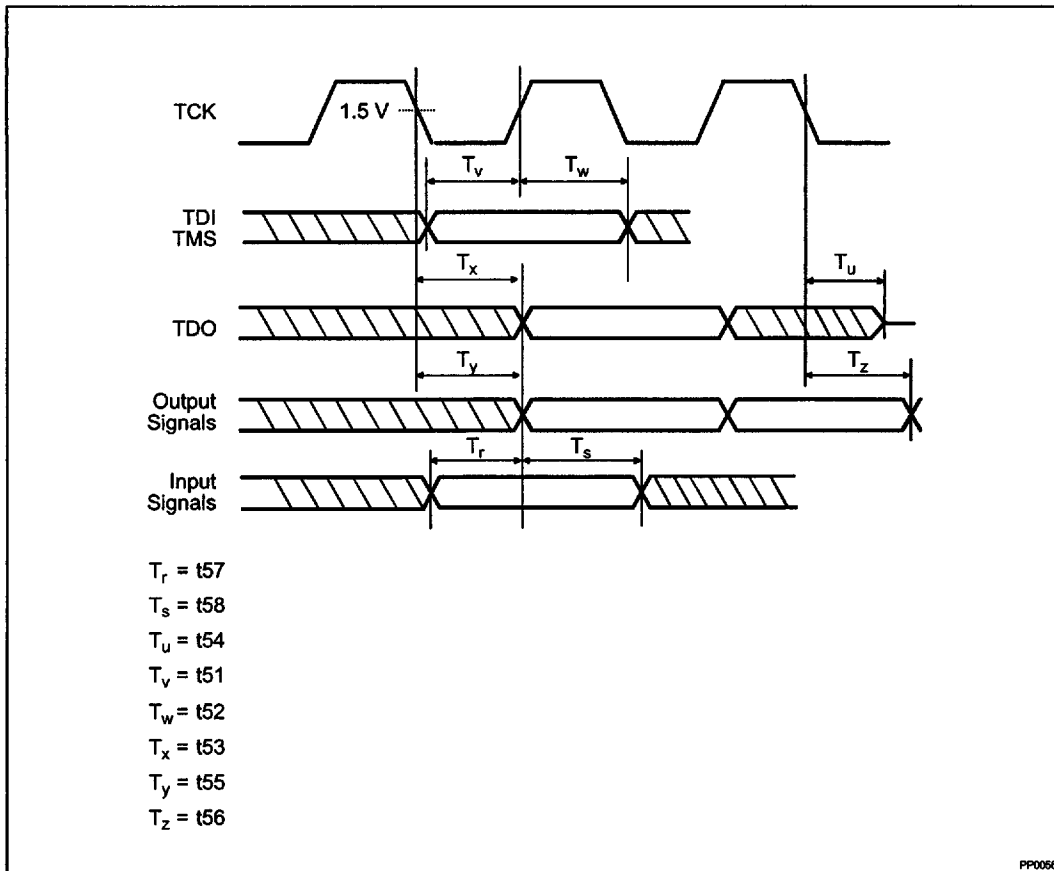 TCK
1.5 V
Tv
Tw
TDI
TMS
Tx
Tu
TDO
Ty
Tz
Output
Signals
Tr
Ts
Input
Signals
Tr = t57
Ts = t58
Tu = t54
Tv = t51
Tw = t52
Tx = t53
Ty = t55
Tz = t56